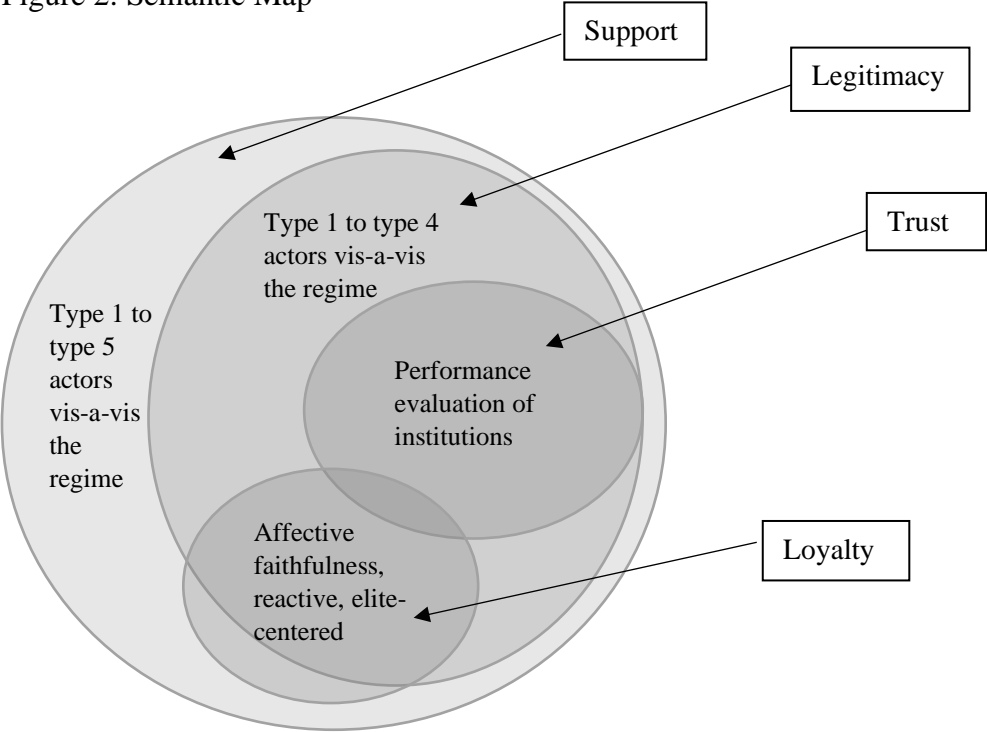 Figure 2. Semantic Map
Support
Legitimacy
Type 1 to type 4
actors vis-a-vis
the regime
Trust
Type 1 to
type 5
actors
vis-a-vis
the
regime
Performance
evaluation of
institutions
Affective
faithfulness,
reactive, elite-
centered
Loyalty